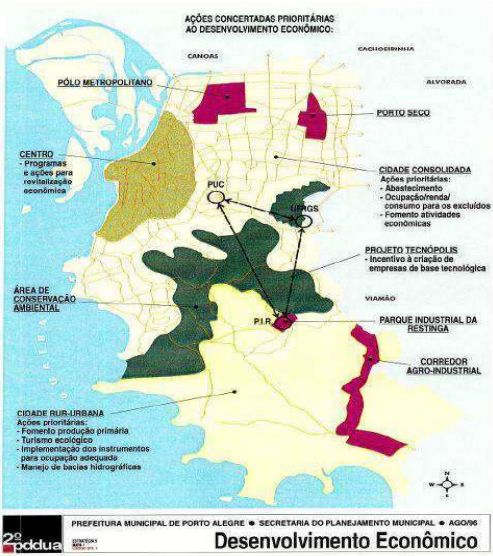 AÇÕES CONCERTADAS PRIORITÁRIAS
AO DESENVOLVIMENTO ECONÔMICO:
CANOAS
CACHOEIRINHA
ALVORADA
PÓLO METROPOLITANO
PORTO SECO
CENTRO
- Programas
e ações para
revitalização
econômica
CIDADE CONSOLIDADA
Ações prioritárias:
- Abastecimento
- Ocupação/renda/
consumo para os excluídos
- Fomento atividades
econômicas
PUC
UFRGS
PROJETO TECNÓPOLIS
- Incentivo à criação de
empresas de base tecnológica
ÁREA DE
CONSERVAÇÃO
AMBIENTAL
VIAMÃO
P.I.R.
PARQUE INDUSTRIAL DA
RESTINGA
CORREDOR
AGRO-INDUSTRIAL
CIDADE RUR-URBANA
Ações prioritárias:
- Fomento produção primária
- Turismo ecológico
- Implementação dos instrumentos
para ocupação adequada
- Manejo de bacias hidrográficas
N
W
E
S
2º
pddua
PREFEITURA MUNICIPAL DE PORTO ALEGRE ● SECRETARIA DO PLANEJAMENTO MUNICIPAL ● AGO/96
Desenvolvimento Econômico